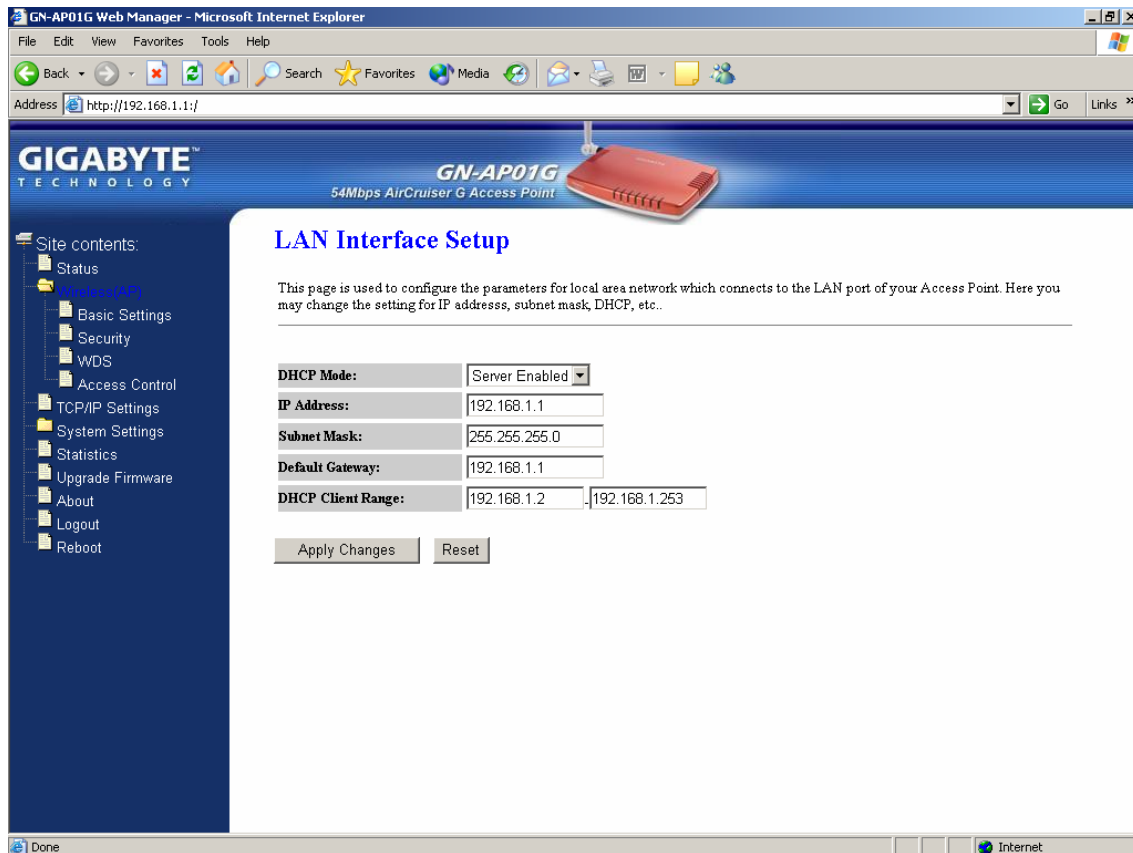 GN-AP01G Web Manager - Microsoft Internet Explorer
File Edit View Favorites Tools Help
Back Search Favorites Media
Address http://192.168.1.1:/ Go Links »
GIGABYTE™
TECHNOLOGY
GN-AP01G
54Mbps AirCruiser G Access Point
Site contents:
Status
Wireless(AP)
Basic Settings
Security
WDS
Access Control
TCP/IP Settings
System Settings
Statistics
Upgrade Firmware
About
Logout
Reboot
LAN Interface Setup
This page is used to configure the parameters for local area network which connects to the LAN port of your Access Point. Here you
may change the setting for IP addresss, subnet mask, DHCP, etc..
DHCP Mode: Server Enabled
IP Address: 192.168.1.1
Subnet Mask: 255.255.255.0
Default Gateway: 192.168.1.1
DHCP Client Range: 192.168.1.2 - 192.168.1.253
Apply Changes Reset
Done Internet